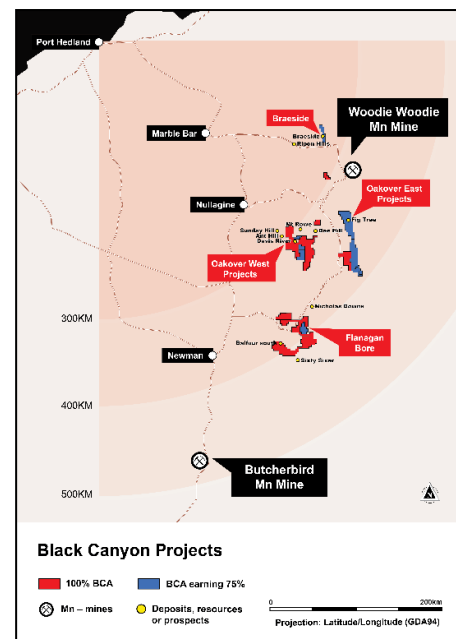 Port Hedland
Braeside
Woodie Woodie
Mn Mine
Marble Bar
Braeside
Ripon Hills
Nullagine
Oakover East
Projects
Fig Tree
Mt Rove
Sunday Hill
Bee Hill
Ant Hill
Davis River
Oakover West
Projects
Nicholas Downs
300KM
Flanagan
Bore
Balfour South
Newman
Sixty Sixer
400KM
Butcherbird
Mn Mine
500KM
Black Canyon Projects
100% BCA
BCA earning 75%
Mn – mines
Deposits, resources
or prospects
0
200km
Projection: Latitude/Longitude (GDA94)